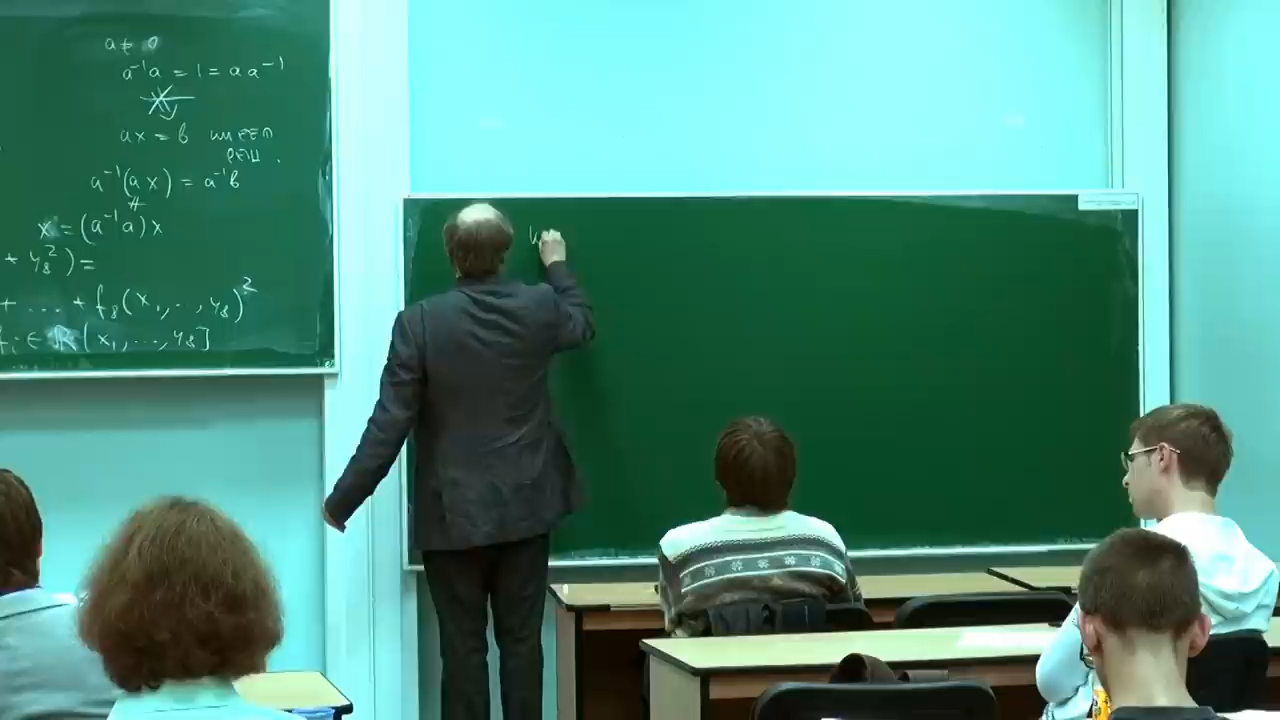 a ≠ 0
a⁻¹a = 1 = aa⁻¹
ax = b имеет
реш.
a⁻¹(ax) = a⁻¹b
x = (a⁻¹a)x
+ y₈²) =
+ ... + f₈(x₁, .., y₈)²
fᵢ ∈ ℝ[x₁, ..., y₈]